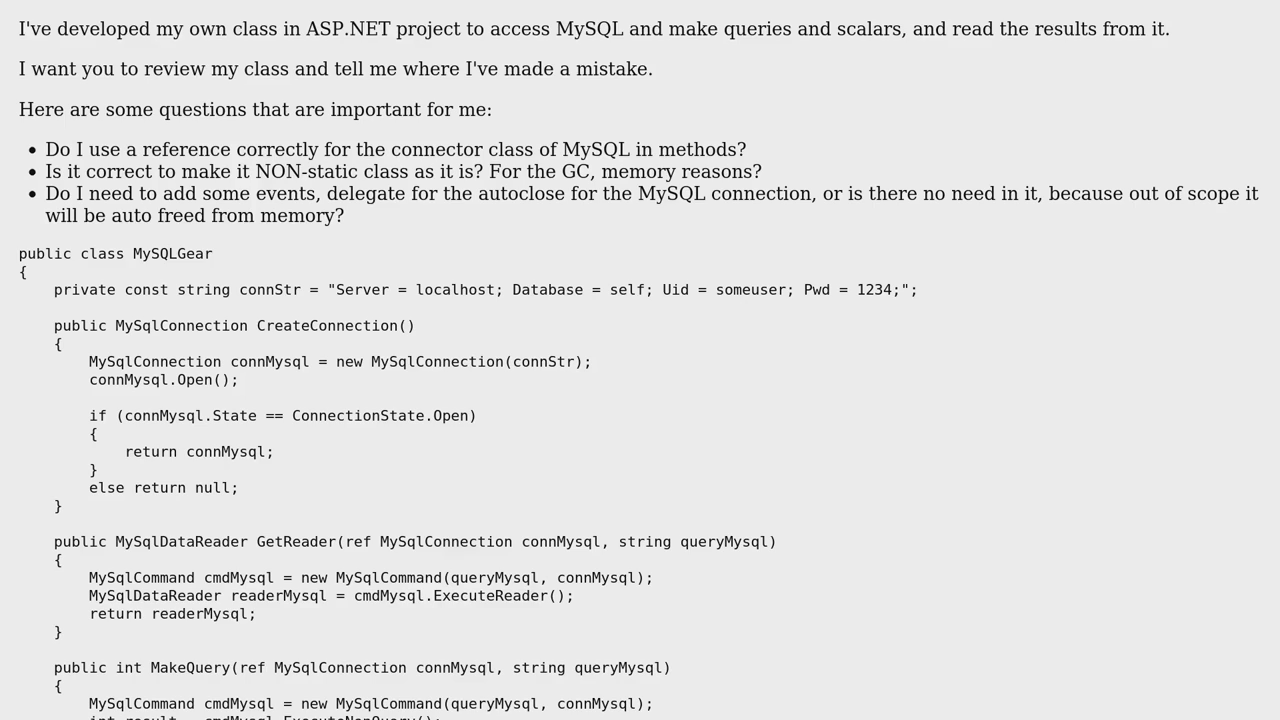 I've developed my own class in ASP.NET project to access MySQL and make queries and scalars, and read the results from it.
I want you to review my class and tell me where I've made a mistake.
Here are some questions that are important for me:
• Do I use a reference correctly for the connector class of MySQL in methods?
• Is it correct to make it NON-static class as it is? For the GC, memory reasons?
• Do I need to add some events, delegate for the autoclose for the MySQL connection, or is there no need in it, because out of scope it
will be auto freed from memory?
public class MySQLGear
{
    private const string connStr = "Server = localhost; Database = self; Uid = someuser; Pwd = 1234;";
    public MySqlConnection CreateConnection()
    {
        MySqlConnection connMysql = new MySqlConnection(connStr);
        connMysql.Open();
        if (connMysql.State == ConnectionState.Open)
        {
            return connMysql;
        }
        else return null;
    }
    public MySqlDataReader GetReader(ref MySqlConnection connMysql, string queryMysql)
    {
        MySqlCommand cmdMysql = new MySqlCommand(queryMysql, connMysql);
        MySqlDataReader readerMysql = cmdMysql.ExecuteReader();
        return readerMysql;
    }
    public int MakeQuery(ref MySqlConnection connMysql, string queryMysql)
    {
        MySqlCommand cmdMysql = new MySqlCommand(queryMysql, connMysql);
        int result = cmdMysql.ExecuteNonQuery();